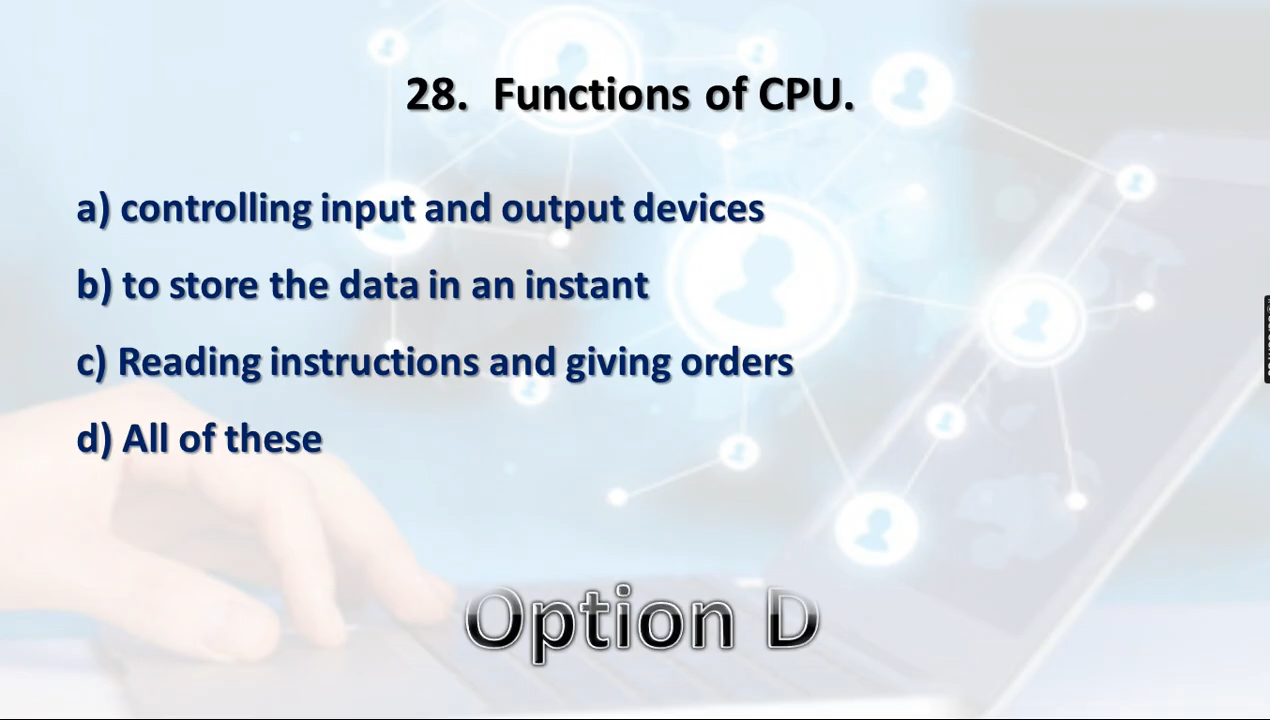 28. Functions of CPU.
a) controlling input and output devices
b) to store the data in an instant
c) Reading instructions and giving orders
d) All of these
Option D